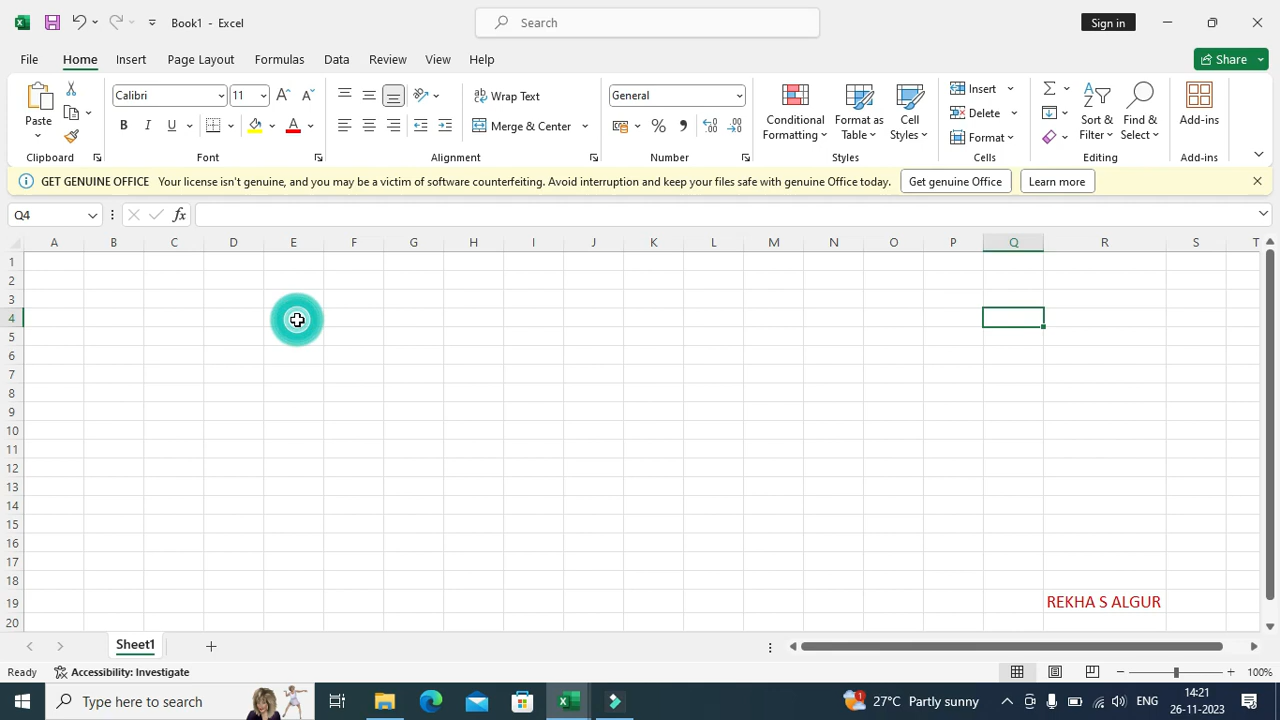 Book1 - Excel
Search
Sign in
File Home Insert Page Layout Formulas Data Review View Help
Share
Paste
Clipboard
Calibri 11
B I U A
Font
Wrap Text
Merge & Center
Alignment
General
%
Number
Conditional Formatting
Format as Table
Cell Styles
Styles
Insert
Delete
Format
Cells
Sort & Filter
Find & Select
Editing
Add-ins
Add-ins
GET GENUINE OFFICE Your license isn't genuine, and you may be a victim of software counterfeiting. Avoid interruption and keep your files safe with genuine Office today. Get genuine Office Learn more
Q4 fx
A B C D E F G H I J K L M N O P Q R S T
1
2
3
4
5
6
7
8
9
10
11
12
13
14
15
16
17
18
19 REKHA S ALGUR
20
Sheet1
Ready Accessibility: Investigate 100%
Type here to search
1 27°C Partly sunny ENG 14:21
26-11-2023